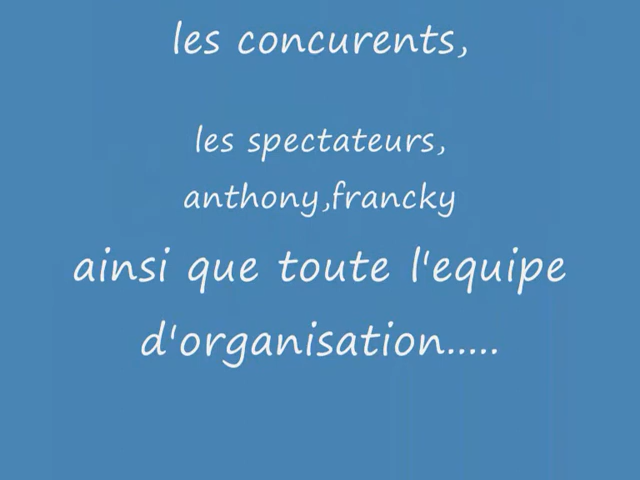 les concurents,
les spectateurs,
anthony,francky
ainsi que toute l'equipe
d'organisation.....